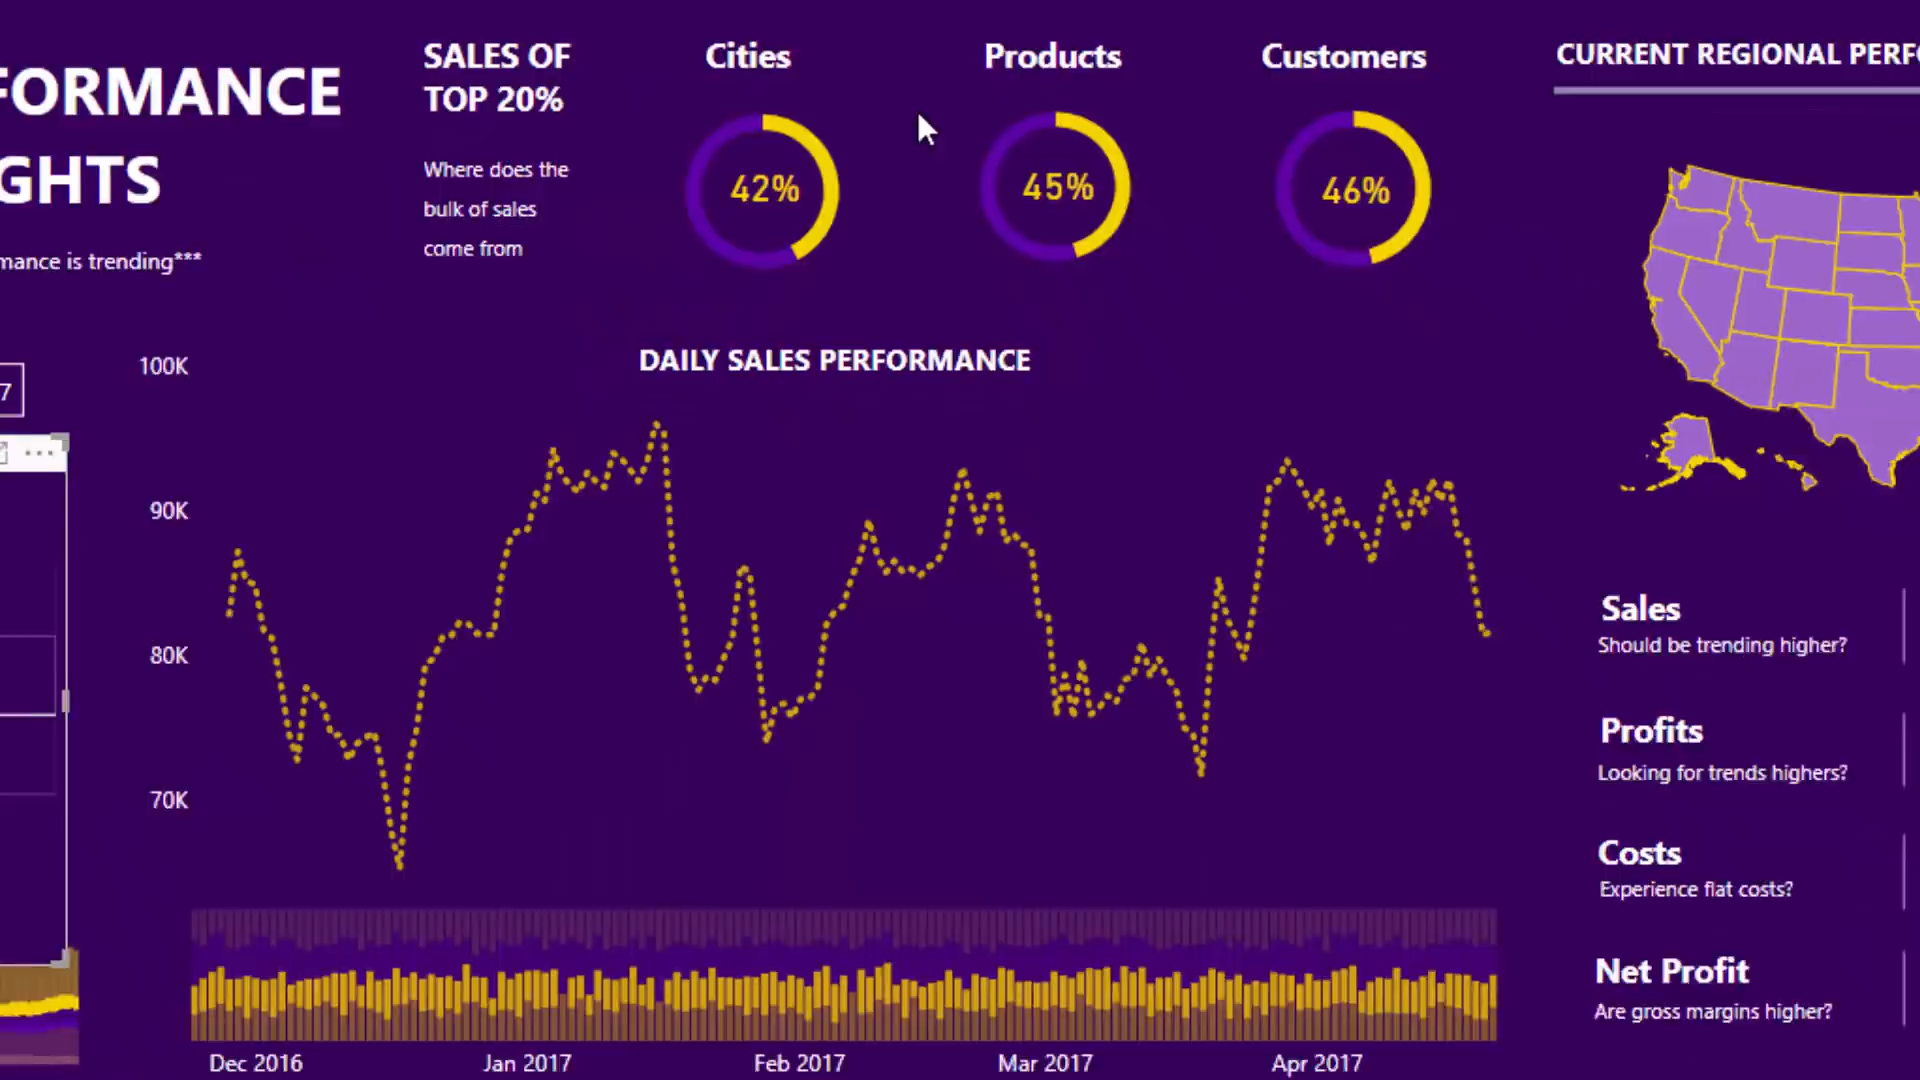 FORMANCE
GHTS
mance is trending***
7
SALES OF
TOP 20%
Where does the
bulk of sales
come from
Cities
42%
Products
45%
Customers
46%
CURRENT REGIONAL PERFO
DAILY SALES PERFORMANCE
100K
90K
80K
70K
Dec 2016
Jan 2017
Feb 2017
Mar 2017
Apr 2017
Sales
Should be trending higher?
Profits
Looking for trends highers?
Costs
Experience flat costs?
Net Profit
Are gross margins higher?